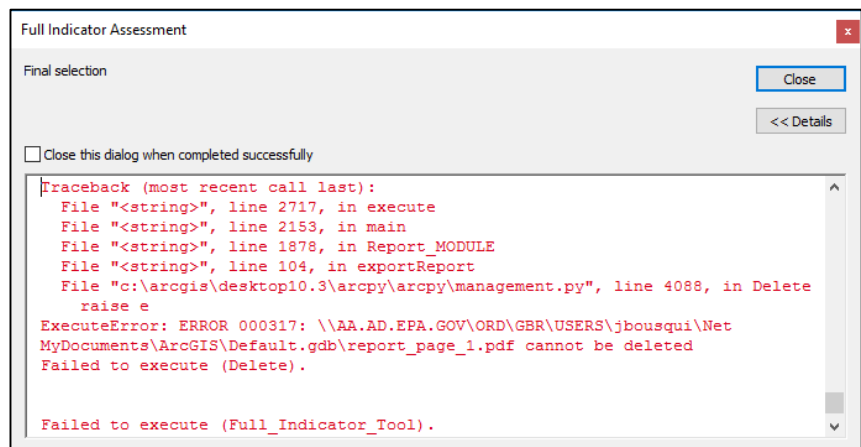 Full Indicator Assessment
x
Final selection
Close
<< Details
Close this dialog when completed successfully
Traceback (most recent call last):
File "<string>", line 2717, in execute
File "<string>", line 2153, in main
File "<string>", line 1878, in Report_MODULE
File "<string>", line 104, in exportReport
File "c:\arcgis\desktop10.3\arcpy\arcpy\management.py", line 4088, in Delete
raise e
ExecuteError: ERROR 000317: \\AA.AD.EPA.GOV\ORD\GBR\USERS\jbousqui\Net
MyDocuments\ArcGIS\Default.gdb\report_page_1.pdf cannot be deleted
Failed to execute (Delete).
Failed to execute (Full_Indicator_Tool).